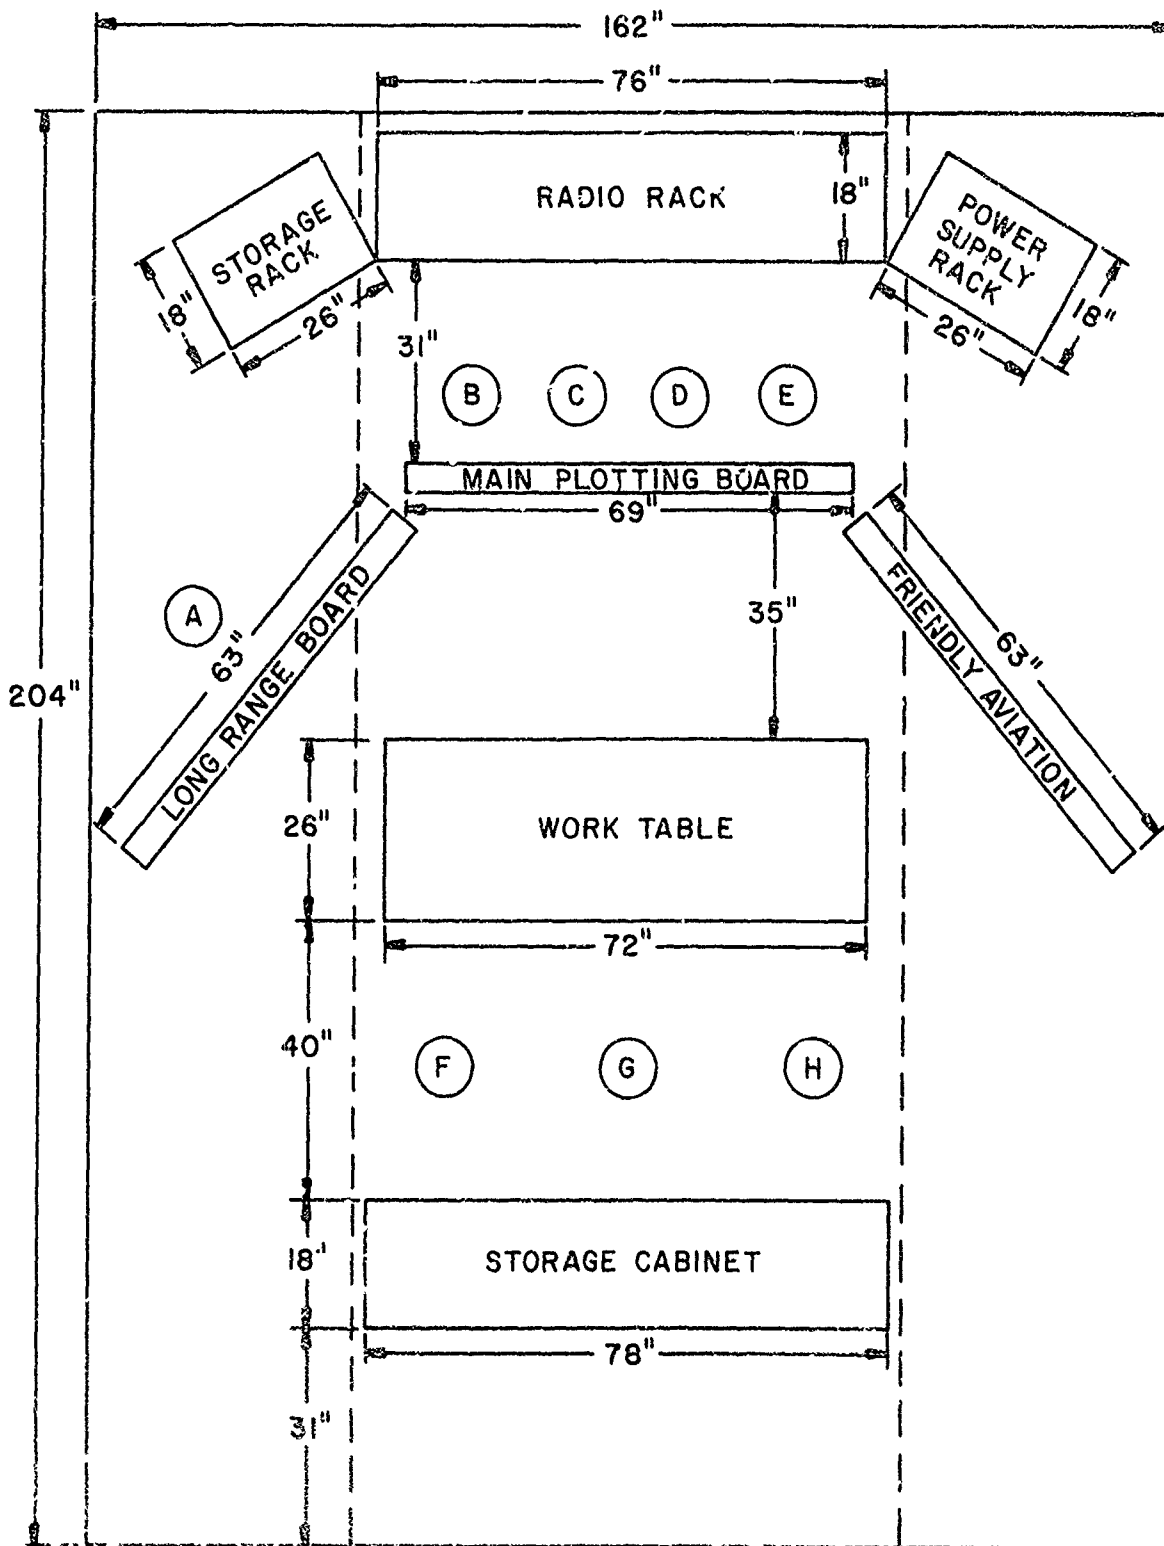 162"
76"
RADIO RACK
18"
STORAGE
RACK
18"
26"
POWER
SUPPLY
RACK
26"
18"
31"
B
C
D
E
MAIN PLOTTING BOARD
69"
A
63"
LONG RANGE BOARD
35"
FRIENDLY AVIATION
63"
204"
26"
WORK TABLE
72"
40"
F
G
H
18'
STORAGE CABINET
78"
31"